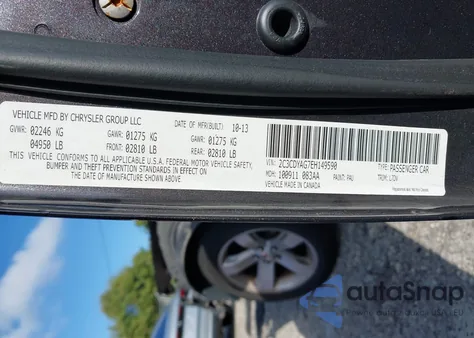 VEHICLE MFD BY CHRYSLER GROUP LLC DATE OF MFR(BUILT) 10-13
GVWR: 02246 KG GAWR: 01275 KG GAWR: 01275 KG
04950 LB FRONT: 02810 LB REAR: 02810 LB
THIS VEHICLE CONFORMS TO ALL APPLICABLE FEDERAL MOTOR VEHICLE SAFETY,
BUMPER AND THEFT PREVENTION STANDARDS IN EFFECT ON THE
DATE OF MANUFACTURE SHOWN ABOVE.
VIN: 2C3CDYAG7EH149590 TYPE: PASSENGER CAR
MDH: 100911 083AA PAINT: PAU TRIM:
VEHICLE MADE IN CANADA
autoSnap